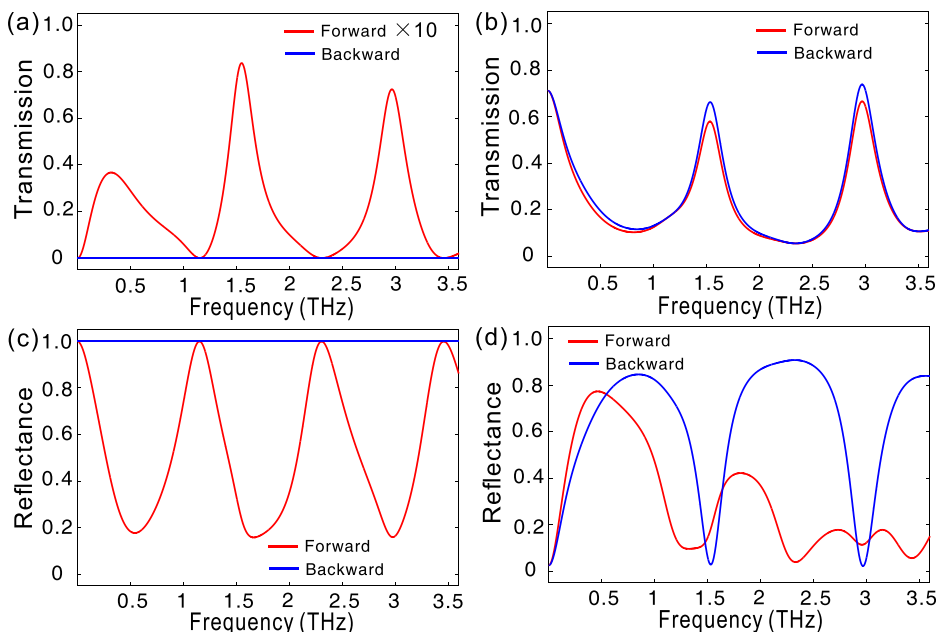 (a)
Forward ×10
Backward
Transmission
1.0
0.8
0.6
0.4
0.2
0
0.5 1 1.5 2 2.5 3 3.5
Frequency (THz)
(b)
Forward
Backward
Transmission
1.0
0.8
0.6
0.4
0.2
0
0.5 1 1.5 2 2.5 3 3.5
Frequency (THz)
(c)
Forward
Backward
Reflectance
1.0
0.8
0.6
0.4
0.2
0
0.5 1 1.5 2 2.5 3 3.5
Frequency (THz)
(d)
Forward
Backward
Reflectance
1.0
0.8
0.6
0.4
0.2
0
0.5 1 1.5 2 2.5 3 3.5
Frequency (THz)